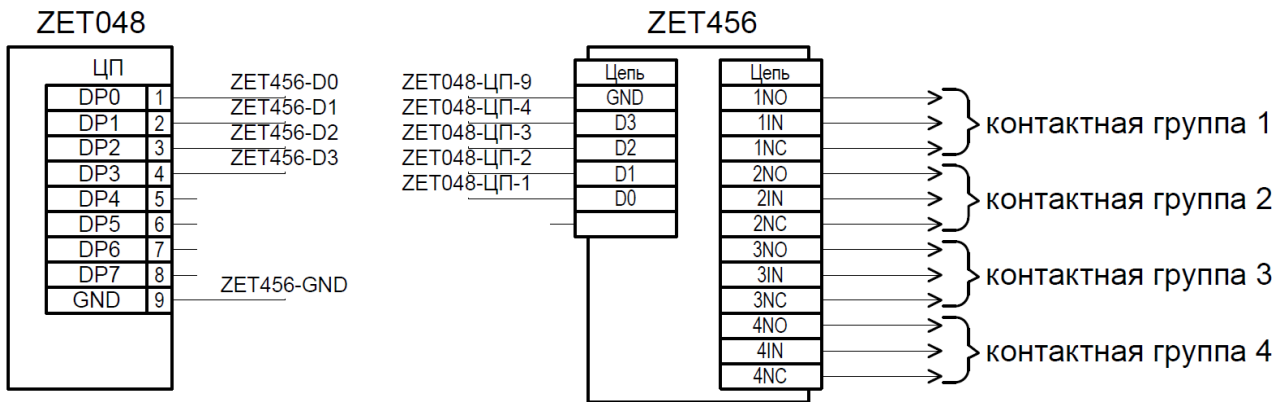 ZET048
ЦП
DP0 1 ZET456-D0
DP1 2 ZET456-D1
DP2 3 ZET456-D2
DP3 4 ZET456-D3
DP4 5
DP5 6
DP6 7
DP7 8
GND 9 ZET456-GND
ZET456
Цепь
ZET048-ЦП-9 GND
ZET048-ЦП-4 D3
ZET048-ЦП-3 D2
ZET048-ЦП-2 D1
ZET048-ЦП-1 D0
Цепь
1NO
1IN контактная группа 1
1NC
2NO
2IN контактная группа 2
2NC
3NO
3IN контактная группа 3
3NC
4NO
4IN контактная группа 4
4NC